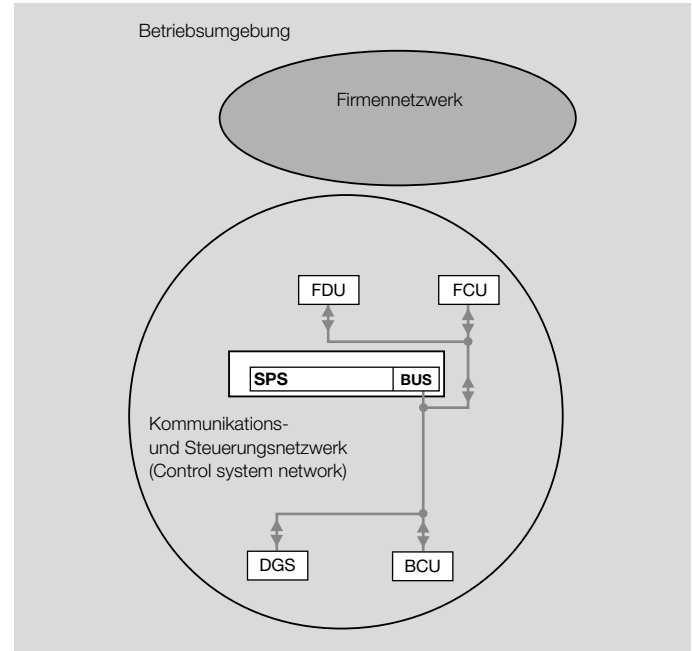 Betriebsumgebung
Firmennetzwerk
FDU
FCU
SPS
BUS
Kommunikations-
und Steuerungsnetzwerk
(Control system network)
DGS
BCU